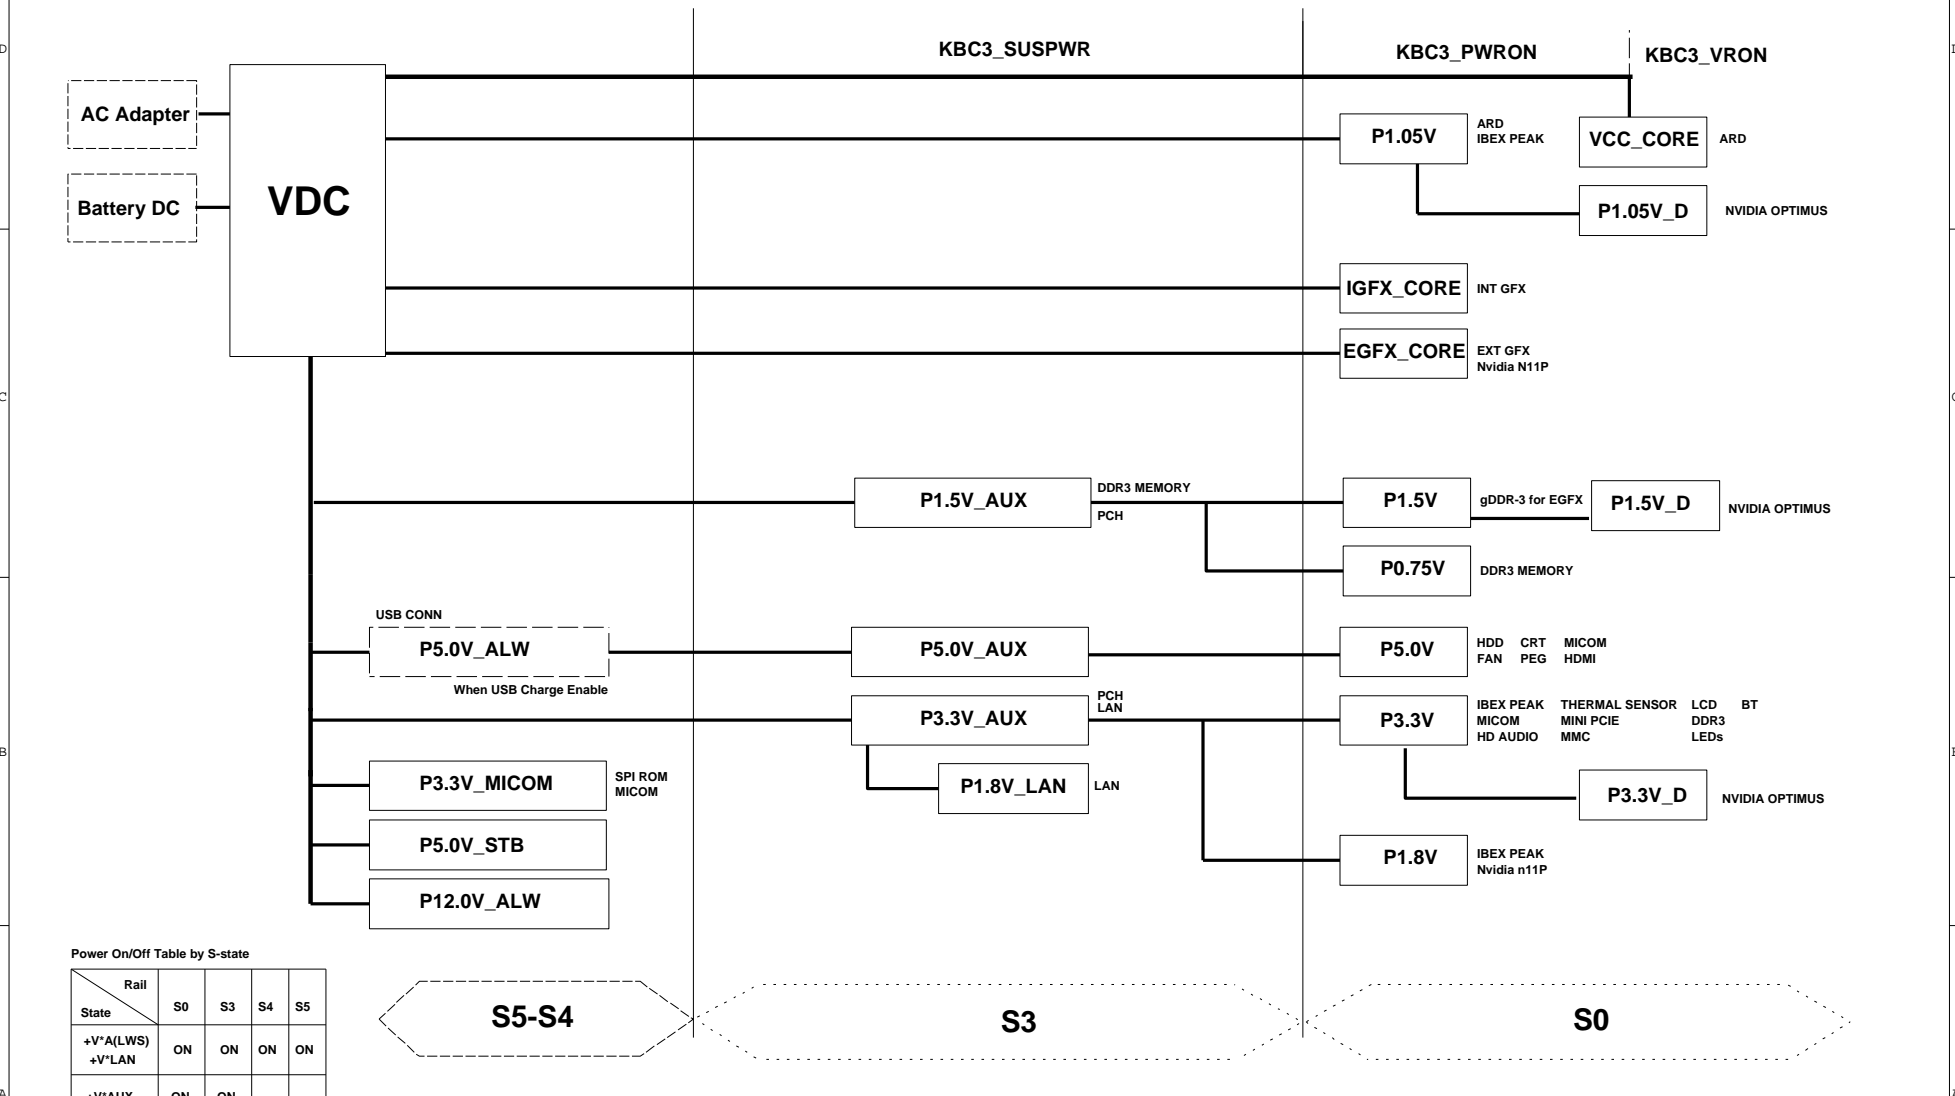 KBC3_SUSPWR
KBC3_PWRON
KBC3_VRON
D
AC Adapter
Battery DC
VDC
P1.05V
ARD
IBEX PEAK
VCC_CORE
ARD
P1.05V_D
NVIDIA OPTIMUS
IGFX_CORE
INT GFX
EGFX_CORE
EXT GFX
Nvidia N11P
C
P1.5V_AUX
DDR3 MEMORY
PCH
P1.5V
gDDR-3 for EGFX
P1.5V_D
NVIDIA OPTIMUS
P0.75V
DDR3 MEMORY
USB CONN
P5.0V_ALW
When USB Charge Enable
P5.0V_AUX
P5.0V
HDD CRT MICOM
FAN PEG HDMI
P3.3V_AUX
PCH
LAN
P3.3V
IBEX PEAK THERMAL SENSOR LCD BT
MICOM MINI PCIE DDR3
HD AUDIO MMC LEDs
B
P3.3V_MICOM
SPI ROM
MICOM
P1.8V_LAN
LAN
P3.3V_D
NVIDIA OPTIMUS
P5.0V_STB
P1.8V
IBEX PEAK
Nvidia n11P
P12.0V_ALW
Power On/Off Table by S-state
Rail
State
S0 S3 S4 S5
+V*A(LWS)
+V*LAN
ON ON ON ON
+V*AUX ON ON
S5-S4
S3
S0
A